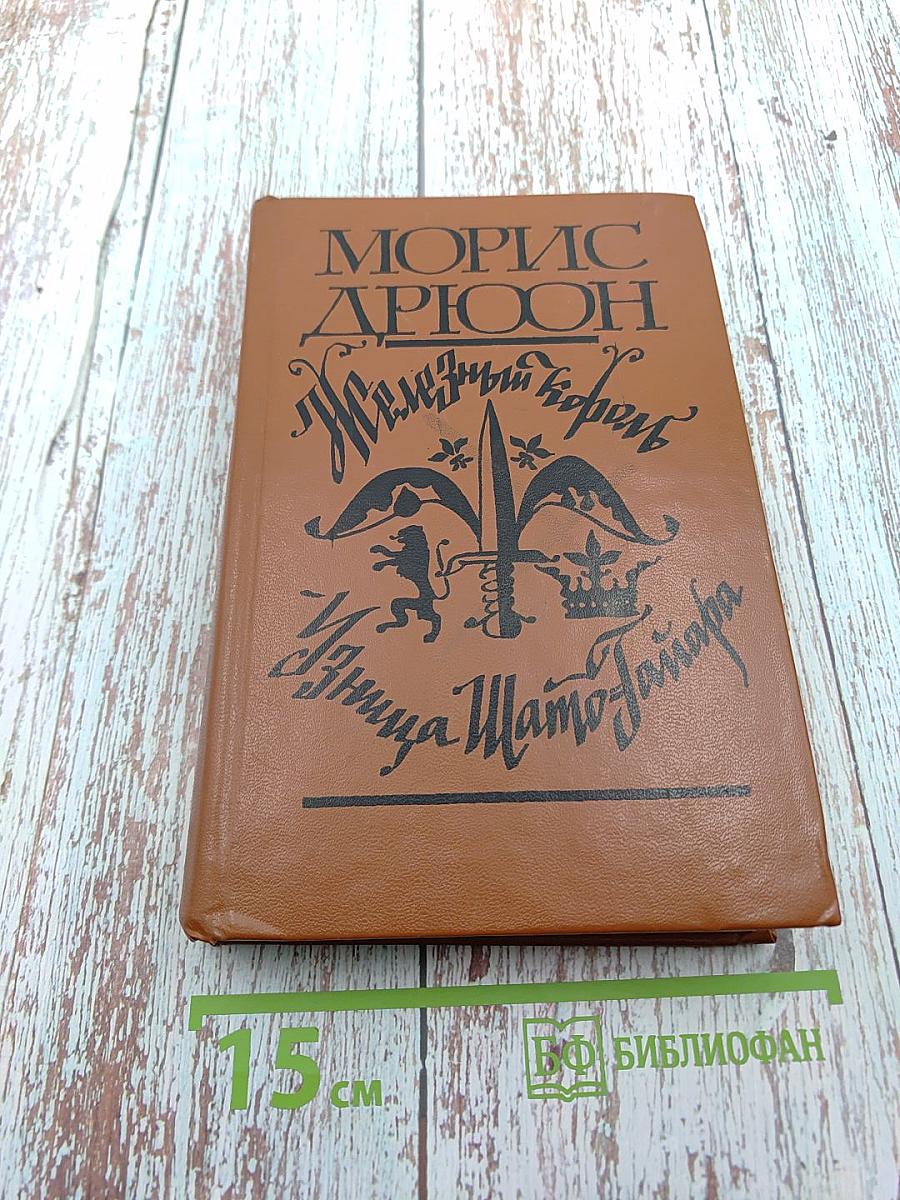 МОРИС
ДРЮОН
Железный король
Узница Шато-Гайара
15 см
БФ БИБЛИОФАН